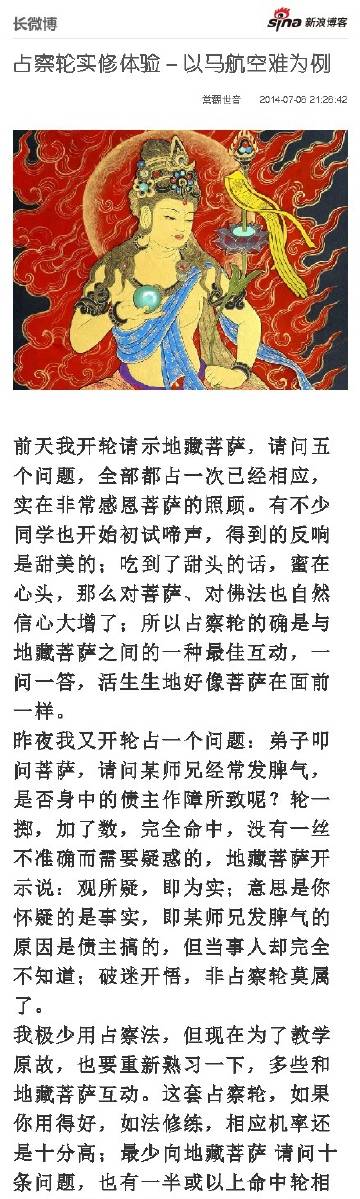 长微博
sina 新浪博客
占察轮实修体验 – 以马航空难为例
2014-07-06 21:26:42
前天我开轮请示地藏菩萨，请问五
个问题，全部都占一次已经相应，
实在非常感恩菩萨的照顾。有不少
同学也开始初试啼声，得到的反响
是甜美的；吃到了甜头的话，蜜在
心头，那么对菩萨、对佛法也自然
信心大增了；所以占察轮的确是与
地藏菩萨之间的一种最佳互动，一
问一答，活生生地好像菩萨在面前
一样。
昨夜我又开轮占一个问题：弟子叩
问菩萨，请问某师兄经常发脾气，
是否身中的债主作障所致呢？轮一
掷，加了数，完全命中，没有一丝
不准确而需要疑惑的，地藏菩萨开
示说：观所疑，即为实；意思是你
怀疑的是事实，即某师兄发脾气的
原因是债主搞的，但当事人却完全
不知道；破迷开悟，非占察轮莫属
了。
我极少用占察法，但现在为了教学
原故，也要重新熟习一下，多些和
地藏菩萨互动。这套占察轮，如果
你用得好，如法修练，相应机率还
是十分高；最少向地藏菩萨 请问十
条问题，也有一半或以上命中轮相